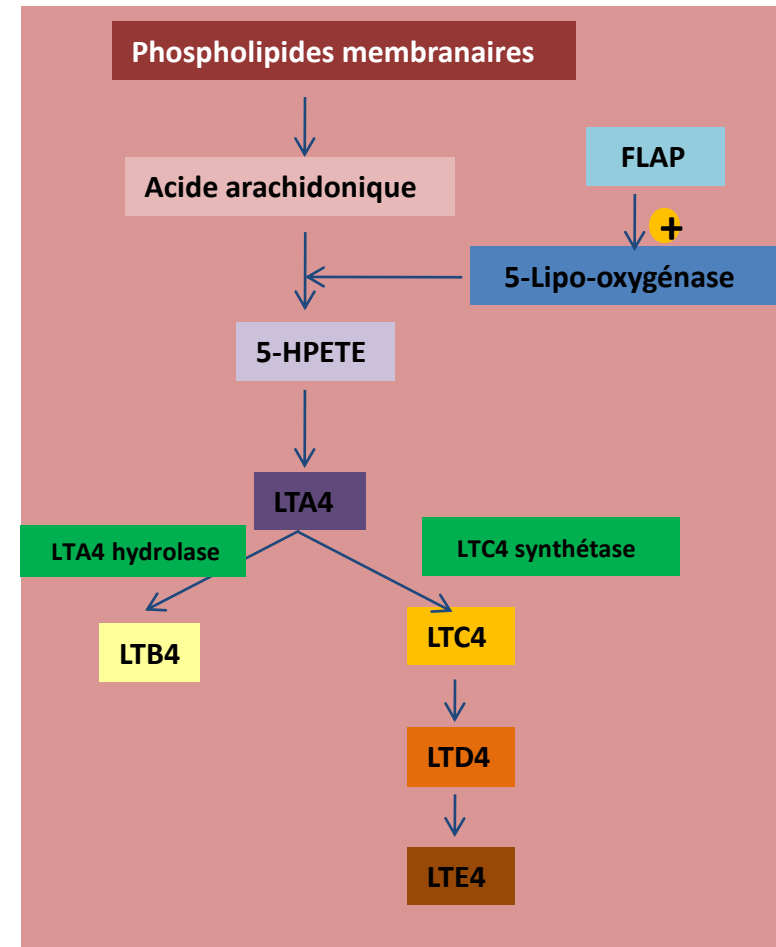 Phospholipides membranaires
FLAP
Acide arachidonique
+
5-Lipo-oxygénase
5-HPETE
LTA4
LTA4 hydrolase
LTC4 synthétase
LTB4
LTC4
LTD4
LTE4